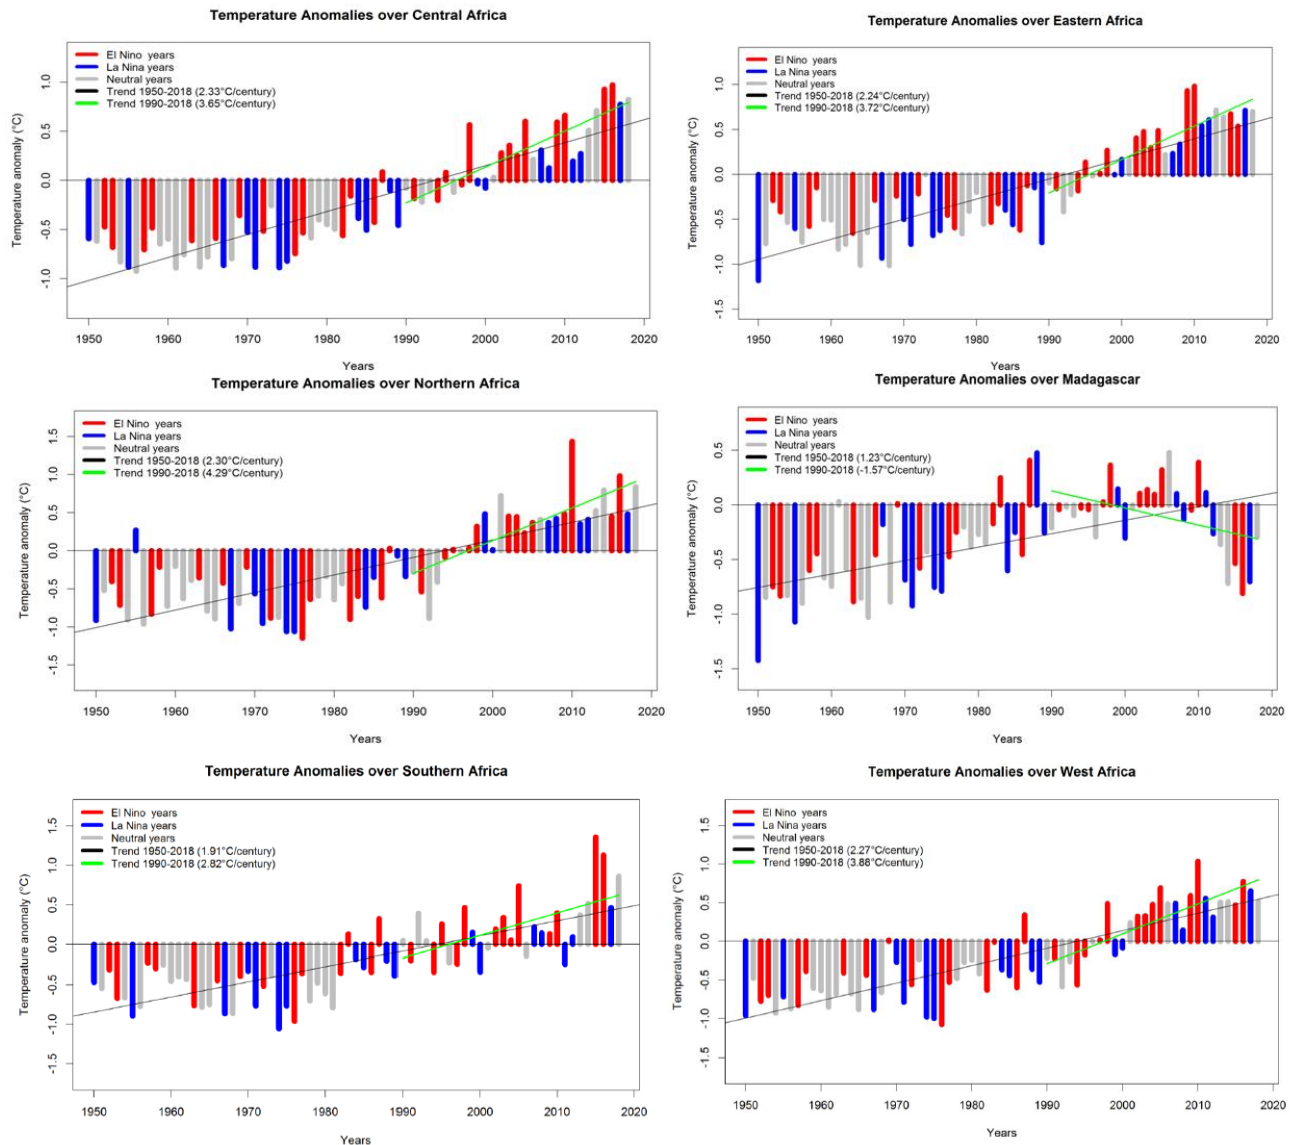 Temperature Anomalies over Central Africa
El Nino years
La Nina years
Neutral years
Trend 1950-2018 (2.33°C/century)
Trend 1990-2018 (3.65°C/century)
Temperature anomaly (°C)
1.0
0.5
0.0
-0.5
-1.0
1950 1960 1970 1980 1990 2000 2010 2020
Years
Temperature Anomalies over Eastern Africa
El Nino years
La Nina years
Neutral years
Trend 1950-2018 (2.24°C/century)
Trend 1990-2018 (3.72°C/century)
Temperature anomaly (°C)
1.0
0.5
0.0
-0.5
-1.0
-1.5
1950 1960 1970 1980 1990 2000 2010 2020
Years
Temperature Anomalies over Northern Africa
El Nino years
La Nina years
Neutral years
Trend 1950-2018 (2.30°C/century)
Trend 1990-2018 (4.29°C/century)
Temperature anomaly (°C)
1.5
1.0
0.5
0.0
-0.5
-1.0
-1.5
1950 1960 1970 1980 1990 2000 2010 2020
Years
Temperature Anomalies over Madagascar
El Nino years
La Nina years
Neutral years
Trend 1950-2018 (1.23°C/century)
Trend 1990-2018 (-1.57°C/century)
Temperature anomaly (°C)
0.5
0.0
-0.5
-1.0
-1.5
1950 1960 1970 1980 1990 2000 2010 2020
Years
Temperature Anomalies over Southern Africa
El Nino years
La Nina years
Neutral years
Trend 1950-2018 (1.91°C/century)
Trend 1990-2018 (2.82°C/century)
Temperature anomaly (°C)
1.5
1.0
0.5
0.0
-0.5
-1.0
-1.5
1950 1960 1970 1980 1990 2000 2010 2020
Years
Temperature Anomalies over West Africa
El Nino years
La Nina years
Neutral years
Trend 1950-2018 (2.27°C/century)
Trend 1990-2018 (3.88°C/century)
Temperature anomaly (°C)
1.5
1.0
0.5
0.0
-0.5
-1.0
-1.5
1950 1960 1970 1980 1990 2000 2010 2020
Years